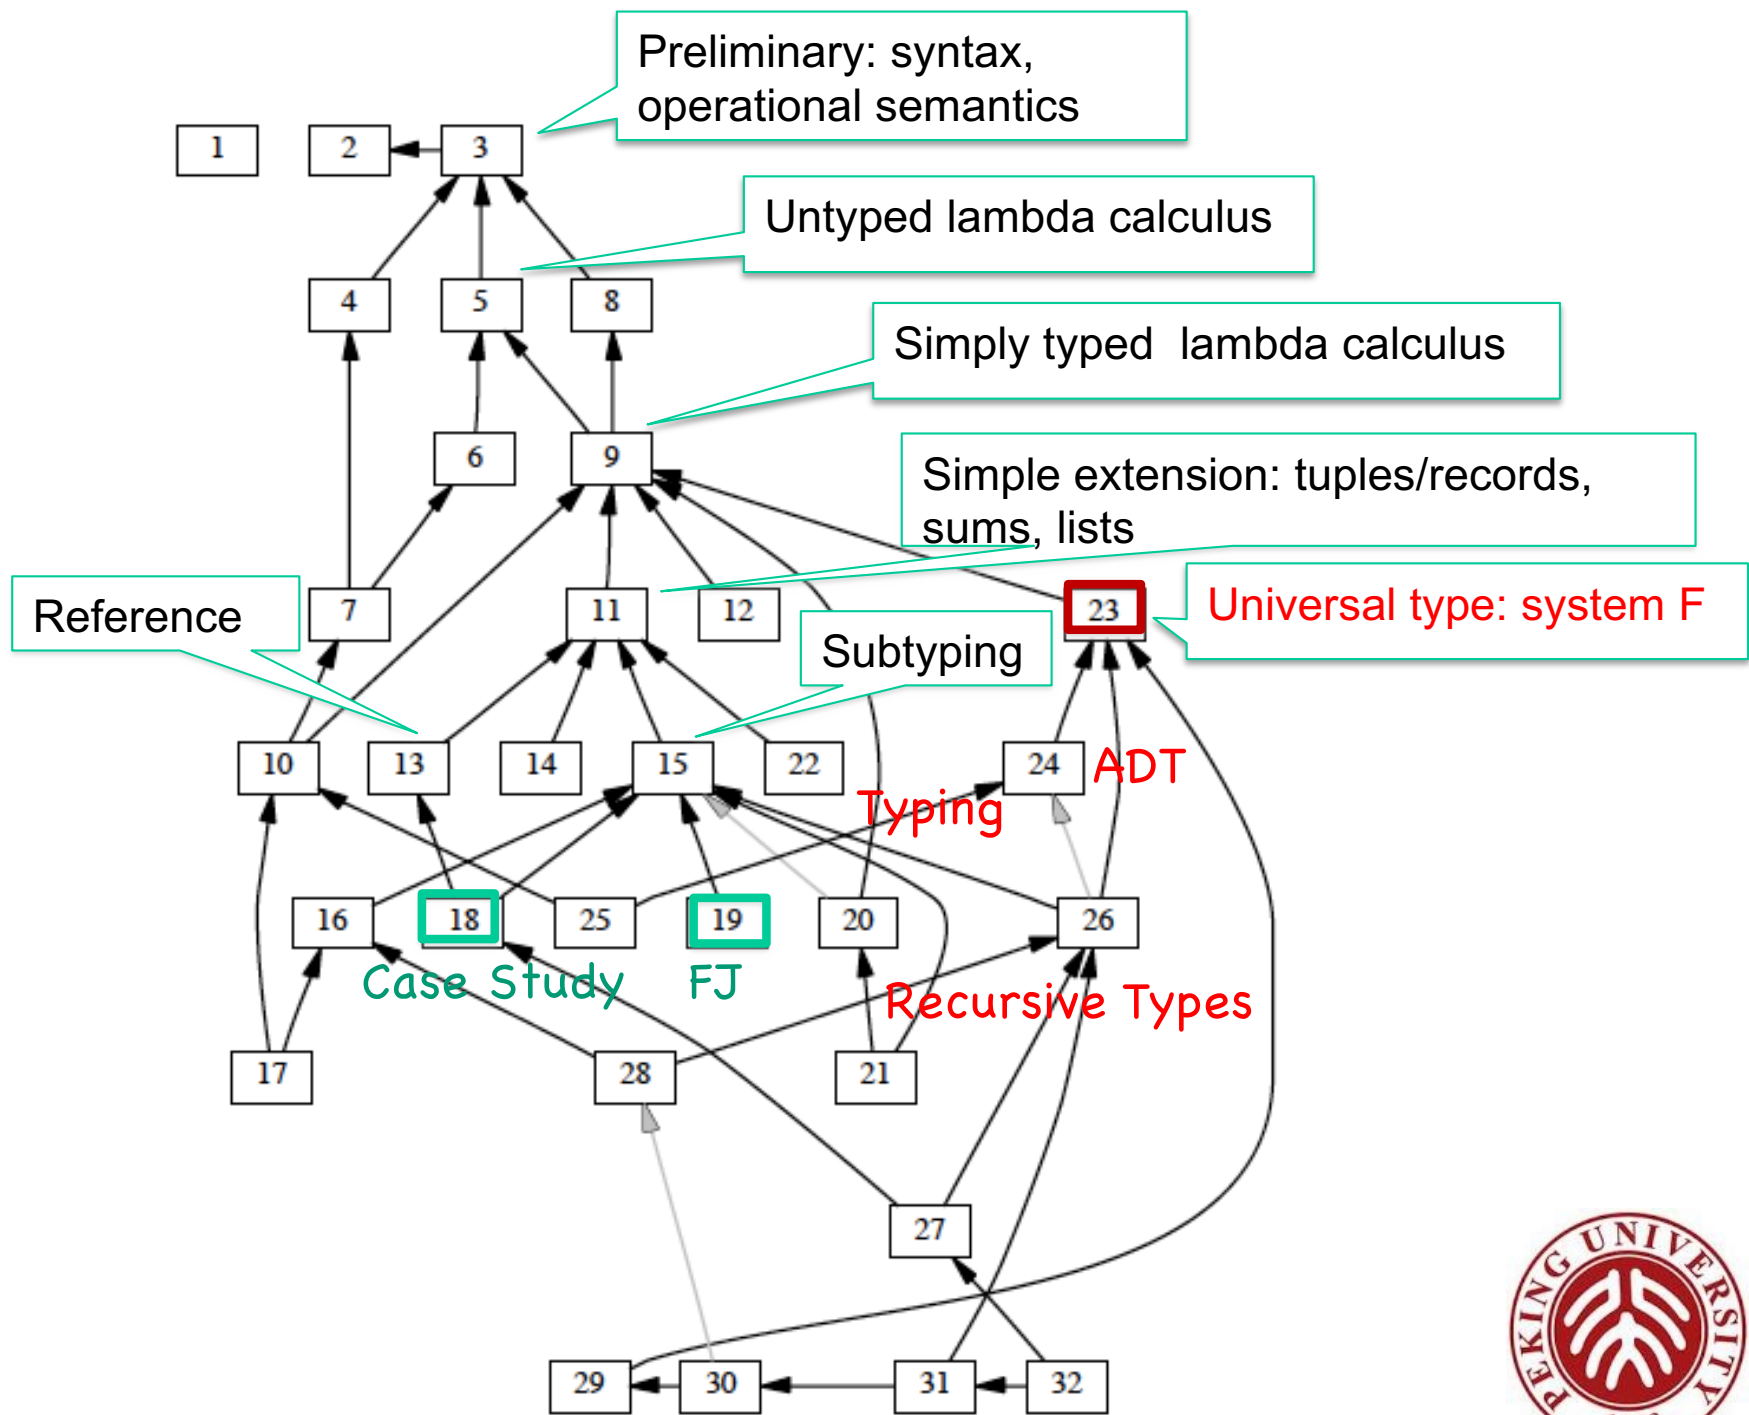 Preliminary: syntax,
operational semantics
1 2 3
Untyped lambda calculus
4 5 8
Simply typed lambda calculus
6 9
Simple extension: tuples/records,
sums, lists
Reference
7 11 12 23
Universal type: system F
Subtyping
10 13 14 15 22 24 ADT
Typing
16 18 25 19 20 26
Case Study FJ Recursive Types
17 28 21
27
29 30 31 32
PEKING UNIVERSITY